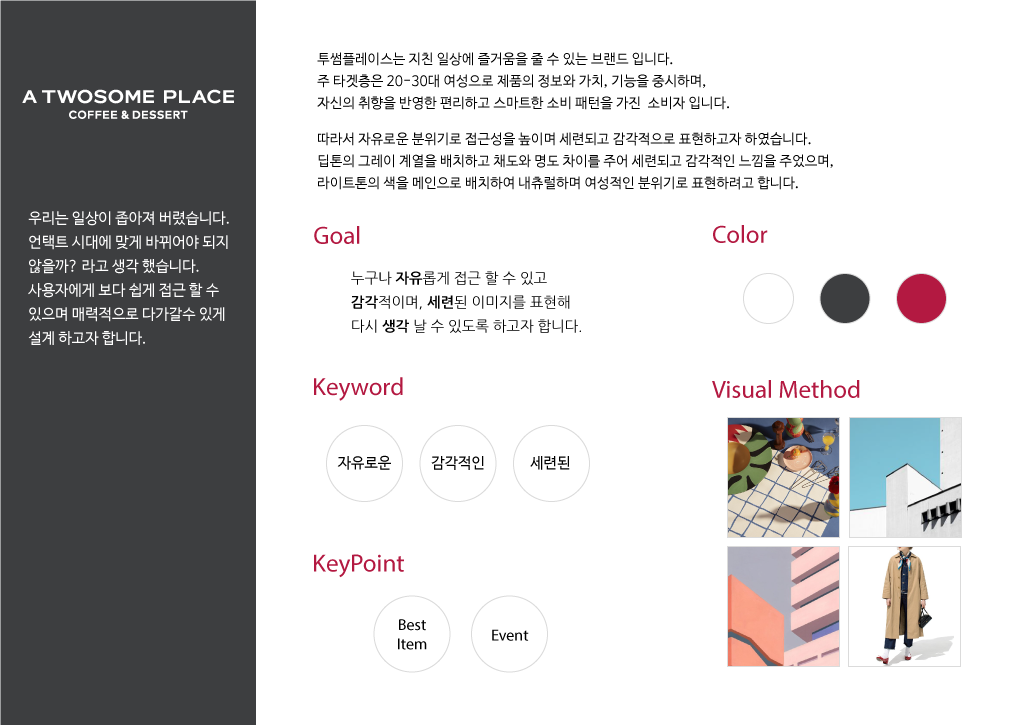 A TWOSOME PLACE
COFFEE & DESSERT
우리는 일상이 좁아져 버렸습니다.
언택트 시대에 맞게 바뀌어야 되지
않을까? 라고 생각 했습니다.
사용자에게 보다 쉽게 접근 할 수
있으며 매력적으로 다가갈수 있게
설계 하고자 합니다.
투썸플레이스는 지친 일상에 즐거움을 줄 수 있는 브랜드 입니다.
주 타겟층은 20-30대 여성으로 제품의 정보와 가치, 기능을 중시하며,
자신의 취향을 반영한 편리하고 스마트한 소비 패턴을 가진 소비자 입니다.
따라서 자유로운 분위기로 접근성을 높이며 세련되고 감각적으로 표현하고자 하였습니다.
딥톤의 그레이 계열을 배치하고 채도와 명도 차이를 주어 세련되고 감각적인 느낌을 주었으며,
라이트톤의 색을 메인으로 배치하여 내츄럴하며 여성적인 분위기로 표현하려고 합니다.
Goal
누구나 자유롭게 접근 할 수 있고
감각적이며, 세련된 이미지를 표현해
다시 생각 날 수 있도록 하고자 합니다.
Color
Keyword
자유로운
감각적인
세련된
Visual Method
KeyPoint
Best
Item
Event